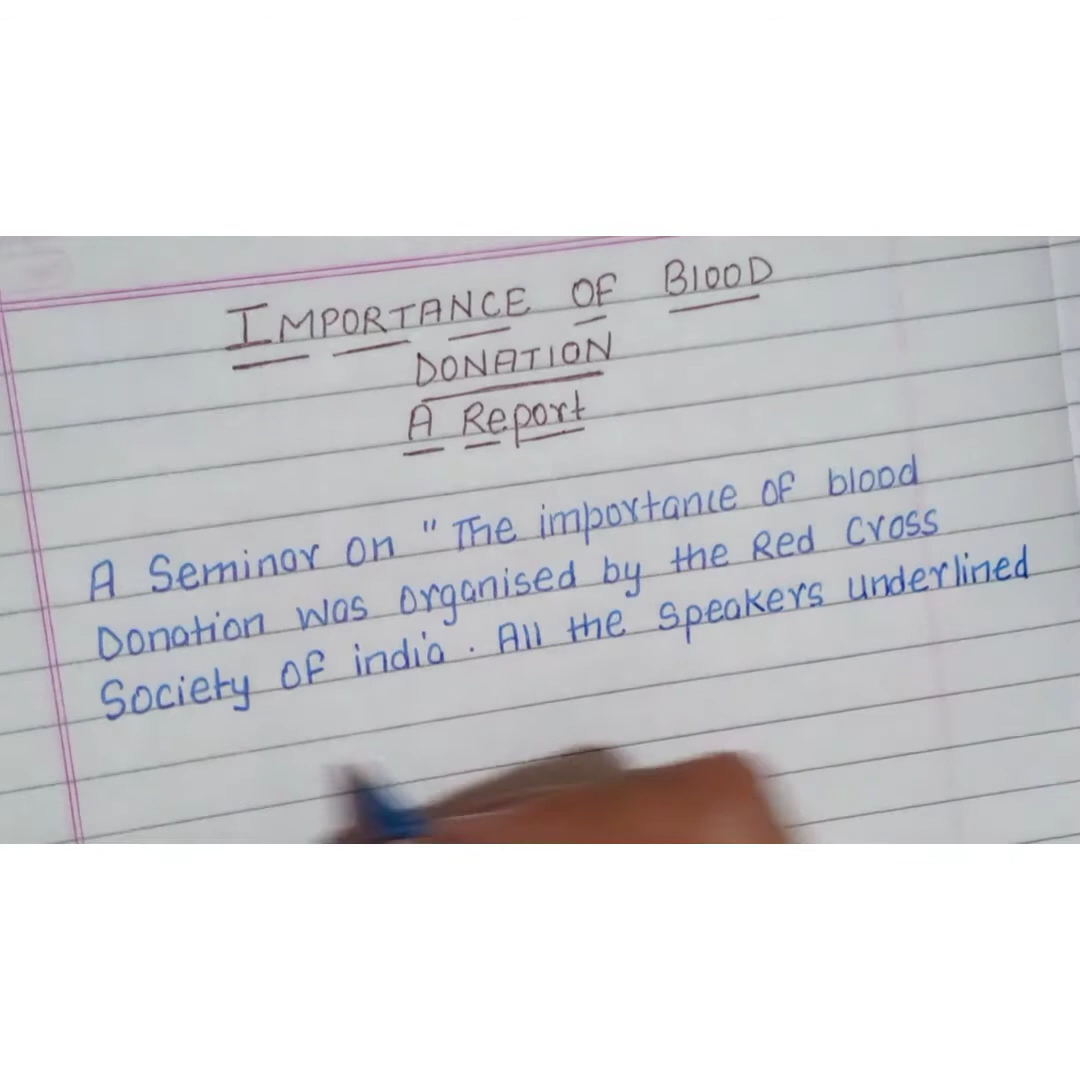 IMPORTANCE OF BlOOD
DONATION
A Report
A Seminar on " The importance of blood
Donation was organised by the Red Cross
Society of india . All the speakers underlined